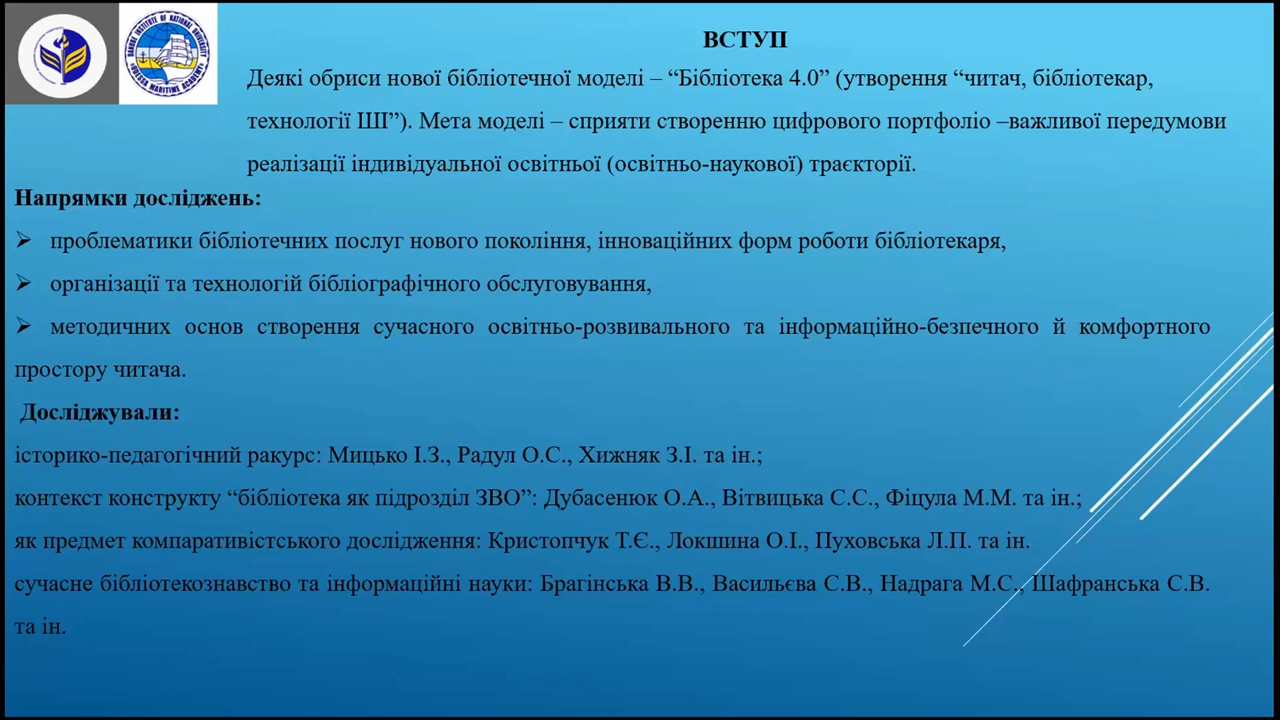 ВСТУП
Деякі обриси нової бібліотечної моделі – “Бібліотека 4.0” (утворення “читач, бібліотекар,
технології ШІ”). Мета моделі – сприяти створенню цифрового портфоліо –важливої передумови
реалізації індивідуальної освітньої (освітньо-наукової) траєкторії.
Напрямки досліджень:
➢ проблематики бібліотечних послуг нового покоління, інноваційних форм роботи бібліотекаря,
➢ організації та технологій бібліографічного обслуговування,
➢ методичних основ створення сучасного освітньо-розвивального та інформаційно-безпечного й комфортного
простору читача.
Досліджували:
історико-педагогічний ракурс: Мицько І.З., Радул О.С., Хижняк З.І. та ін.;
контекст конструкту “бібліотека як підрозділ ЗВО”: Дубасенюк О.А., Вітвицька С.С., Фіцула М.М. та ін.;
як предмет компаративістського дослідження: Кристопчук Т.Є., Локшина О.І., Пуховська Л.П. та ін.
сучасне бібліотекознавство та інформаційні науки: Брагінська В.В., Васильєва С.В., Надрага М.С., Шафранська С.В.
та ін.